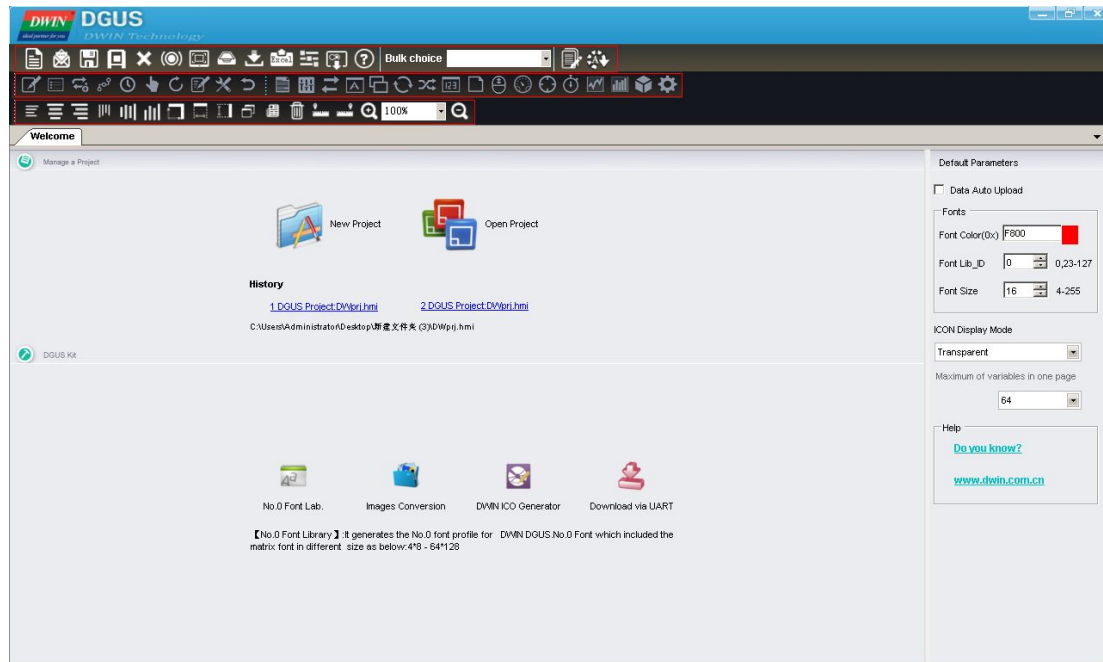 DWIN DGUS
ideal partner for you DWIN Technology
Excel Bulk choice
A 123
100%
Welcome
Manage a Project
New Project
Open Project
History
1 DGUS Project:DWprj.hmi
2 DGUS Project:DWprj.hmi
C:\Users\Administrator\Desktop\新建文件夹 (3)\DWprj.hmi
DGUS Kit
No.0 Font Lab.
Images Conversion
DWIN ICO Generator
Download via UART
【No.0 Font Library】:It generates the No.0 font profile for DWIN DGUS.No.0 Font which included the
matrix font in different size as below:4*8 - 64*128
Default Parameters
Data Auto Upload
Fonts
Font Color(0x) F800
Font Lib_ID 0 0,23-127
Font Size 16 4-255
ICON Display Mode
Transparent
Maximum of variables in one page
64
Help
Do you know?
www.dwin.com.cn